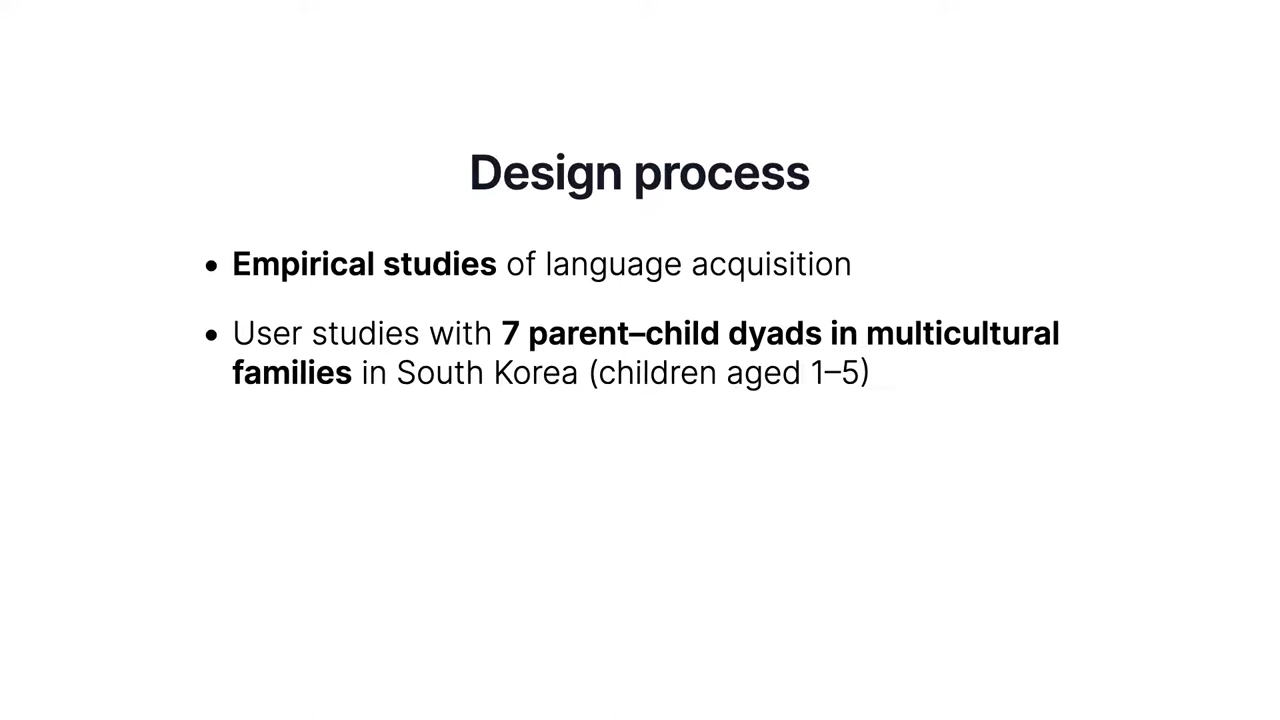 Design process
• Empirical studies of language acquisition
• User studies with 7 parent–child dyads in multicultural
families in South Korea (children aged 1–5)